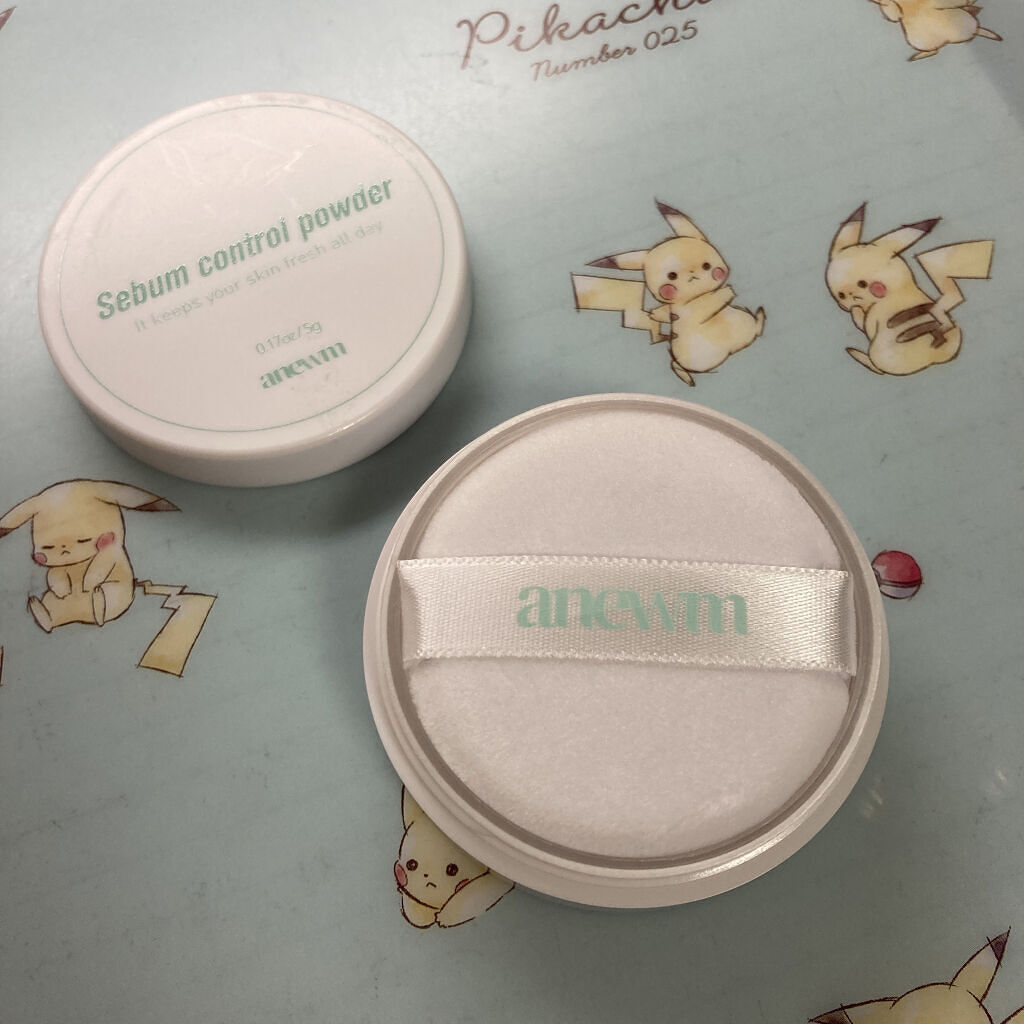 Pikachu
Number 025
Sebum control powder
It keeps your skin fresh all day
0.17oz/5g
anewm
anewm